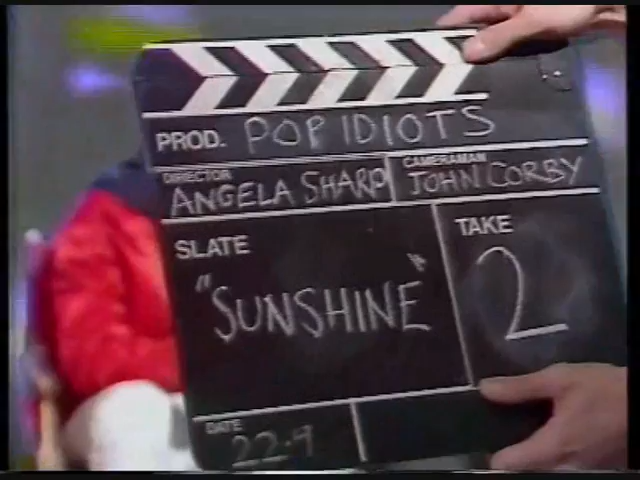 PROD. POP IDIOTS
DIRECTOR CAMERAMAN
ANGELA SHARP JOHN CORBY
SLATE TAKE
"SUNSHINE" 2
DATE
22.9